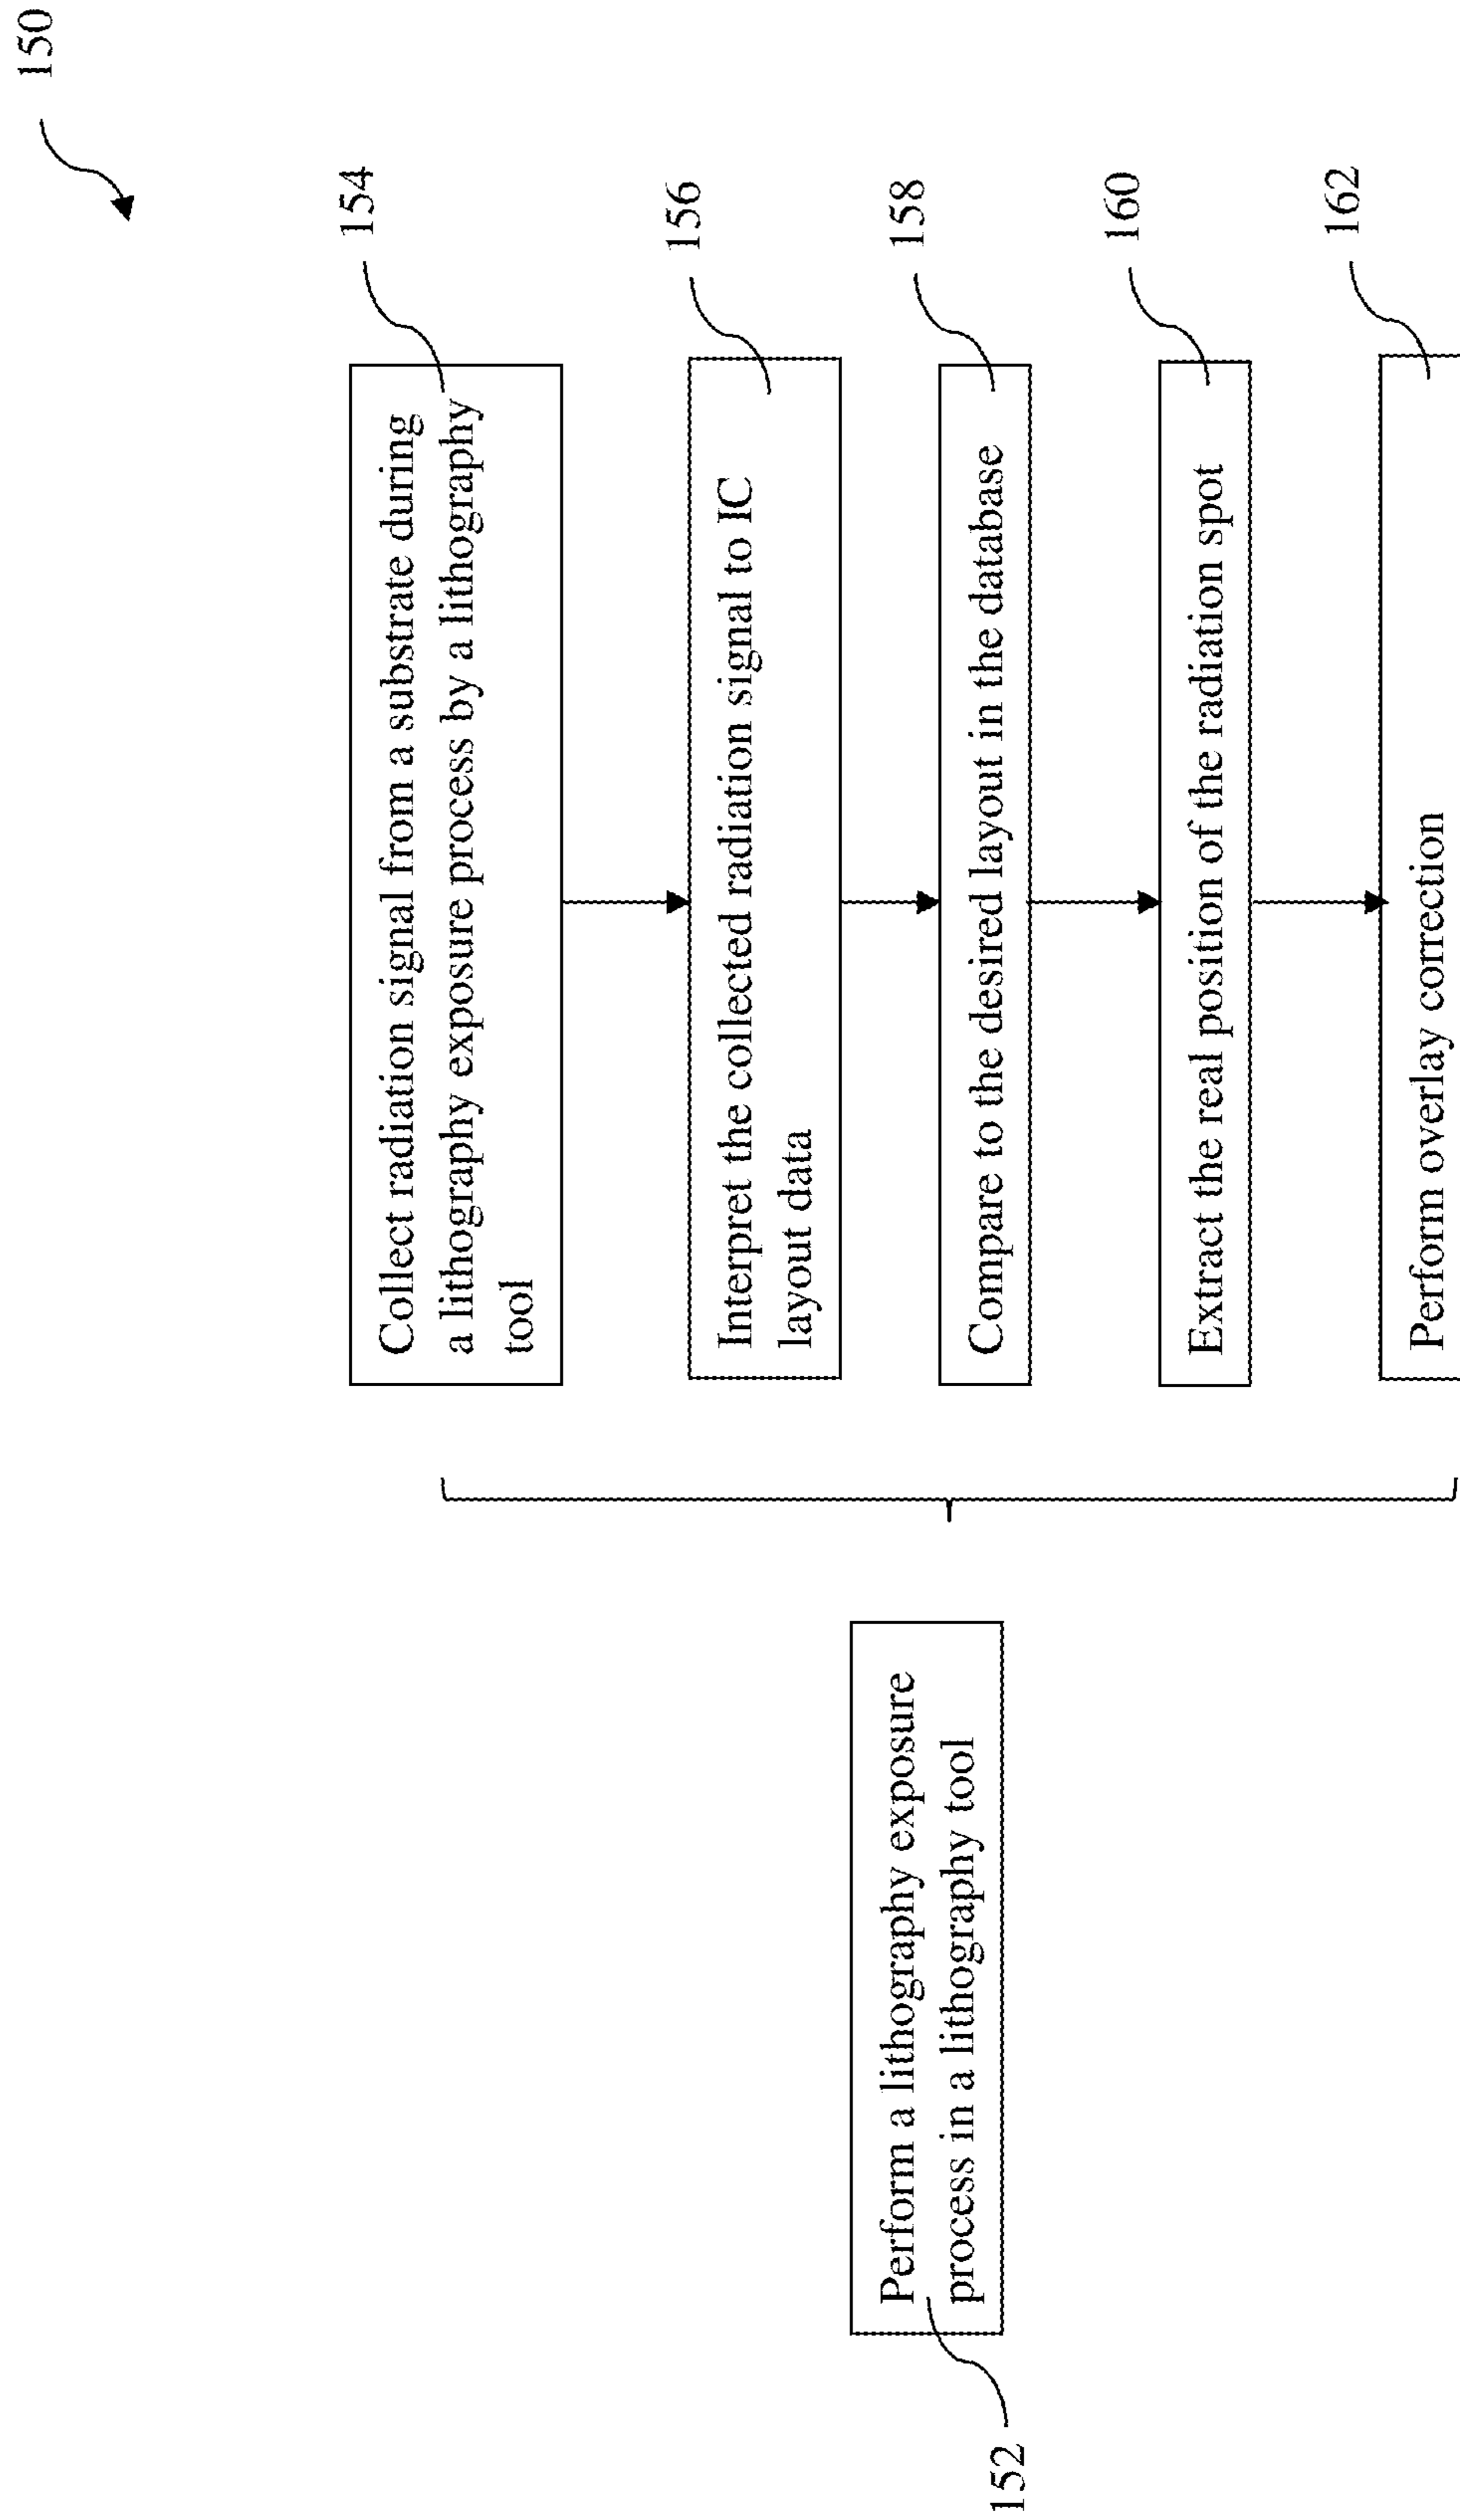 150
Collect radiation signal from a substrate during
a lithography exposure process by a lithography
tool
154
Interpret the collected radiation signal to IC
layout data
156
Compare to the desired layout in the database
158
Extract the real position of the radiation spot
160
Perform overlay correction
162
Perform a lithography exposure
process in a lithography tool
152